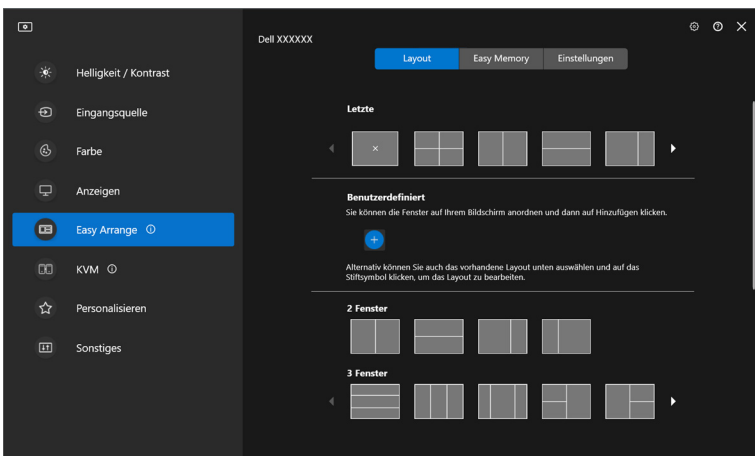 Dell XXXXXX
Helligkeit / Kontrast
Eingangsquelle
Farbe
Anzeigen
Easy Arrange
KVM
Personalisieren
Sonstiges
Layout
Easy Memory
Einstellungen
Letzte
Benutzerdefiniert
Sie können die Fenster auf Ihrem Bildschirm anordnen und dann auf Hinzufügen klicken.
Alternativ können Sie auch das vorhandene Layout unten auswählen und auf das
Stiftsymbol klicken, um das Layout zu bearbeiten.
2 Fenster
3 Fenster